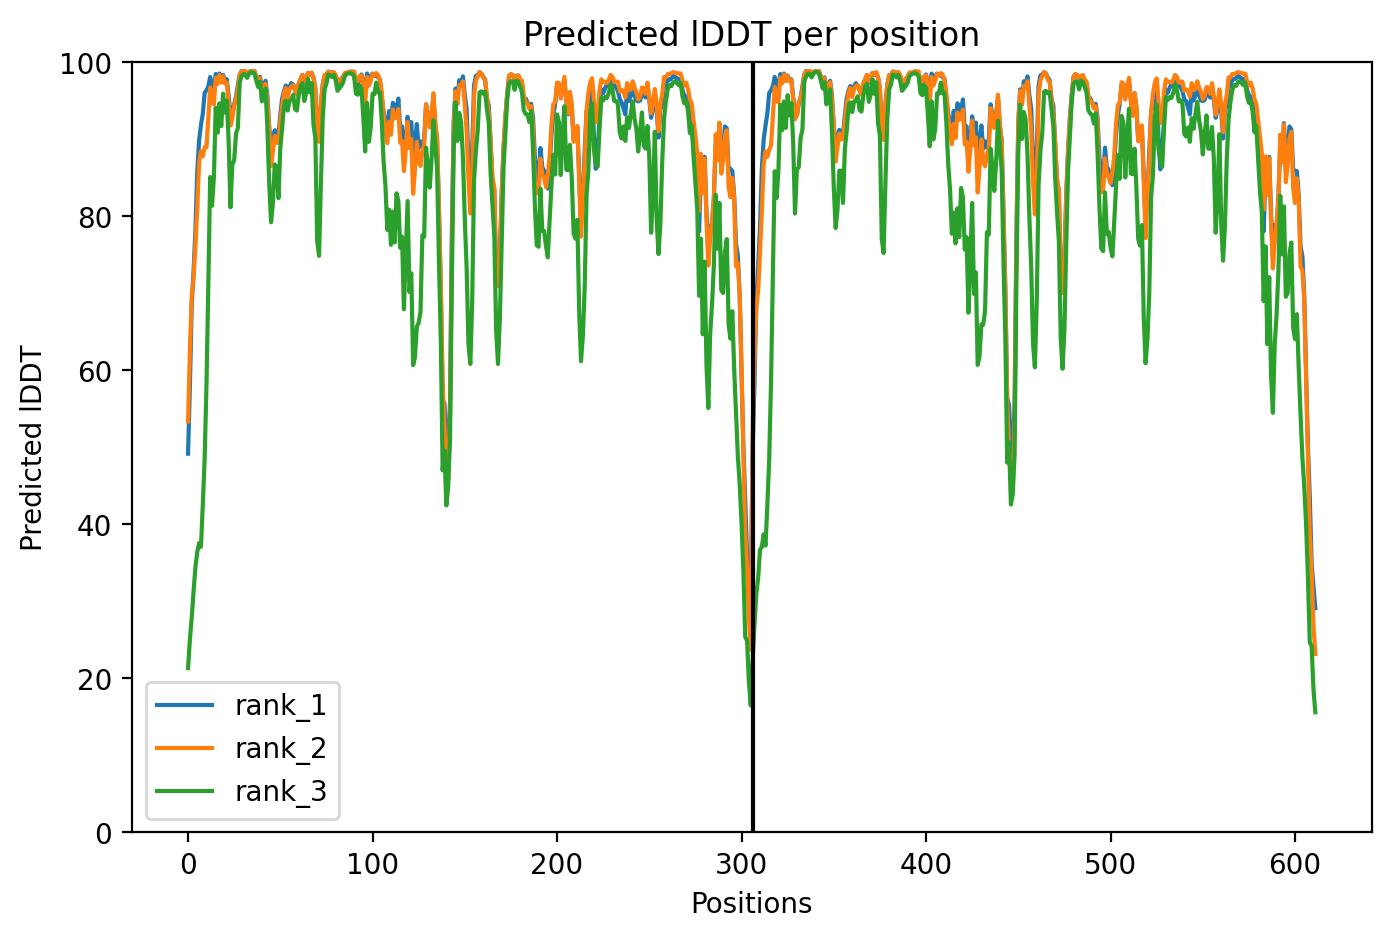 Predicted lDDT per position
100
80
60
40
20
0
Predicted lDDT
rank_1
rank_2
rank_3
0 100 200 300 400 500 600
Positions